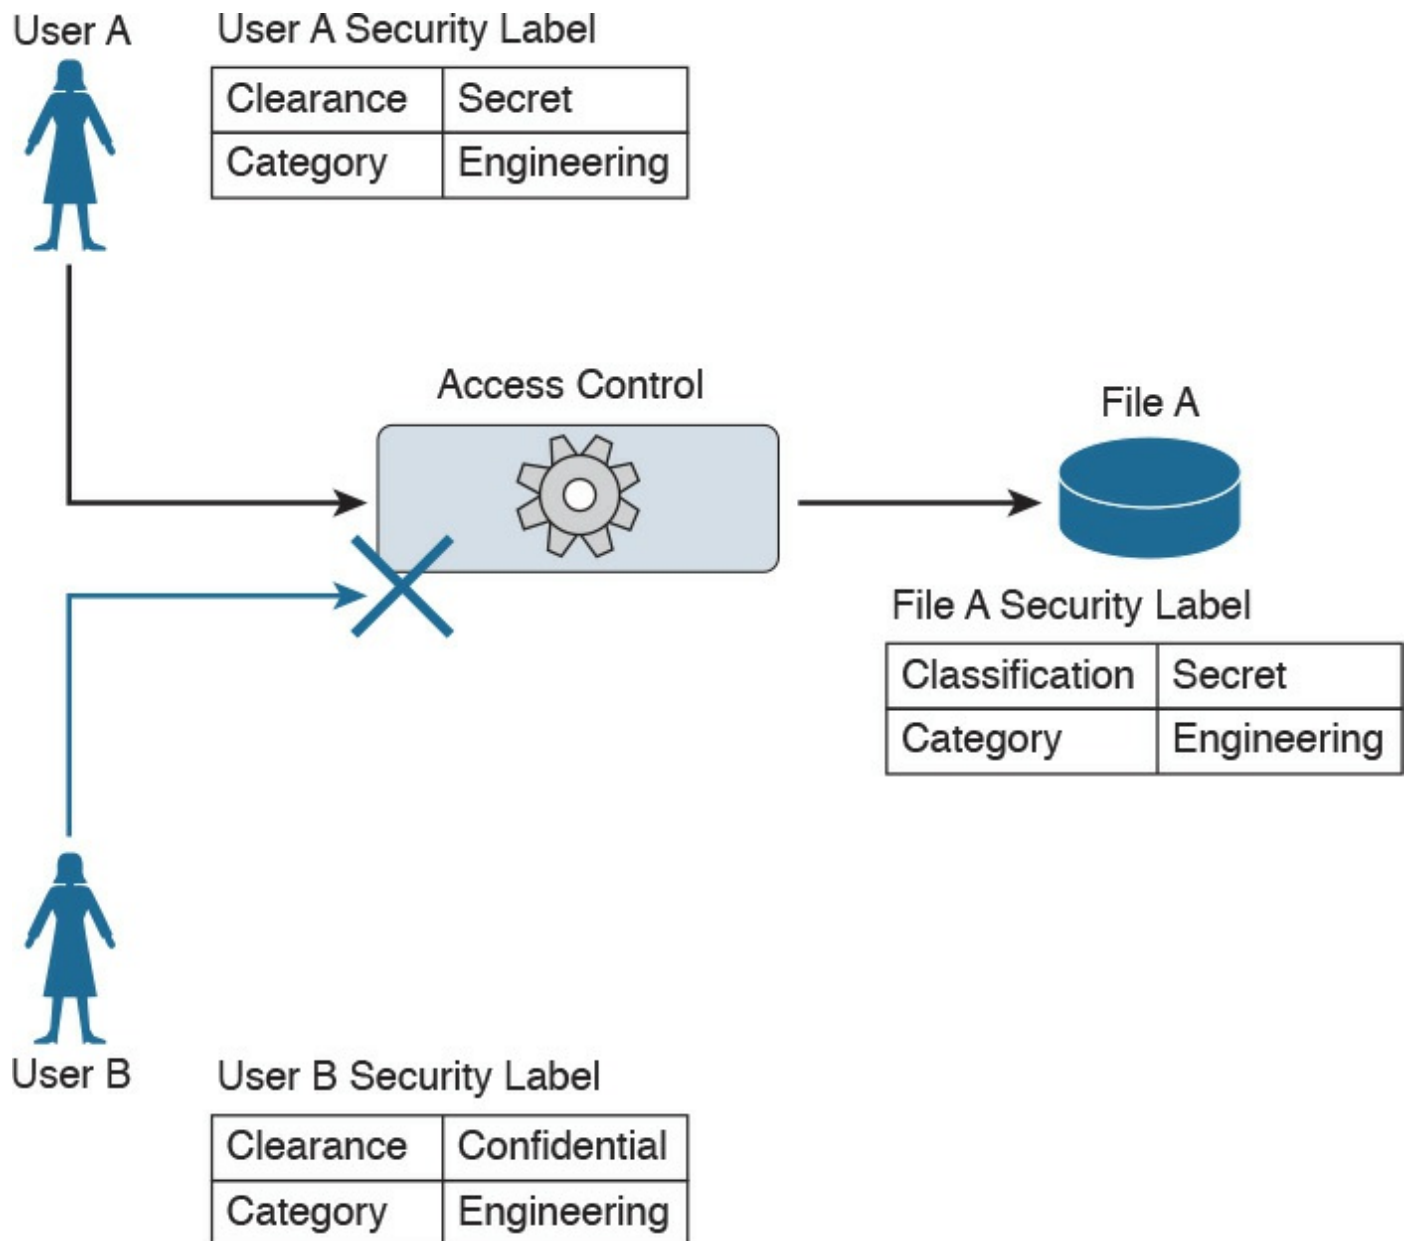 User A
User A Security Label
Clearance Secret
Category Engineering
Access Control
File A
File A Security Label
Classification Secret
Category Engineering
User B
User B Security Label
Clearance Confidential
Category Engineering